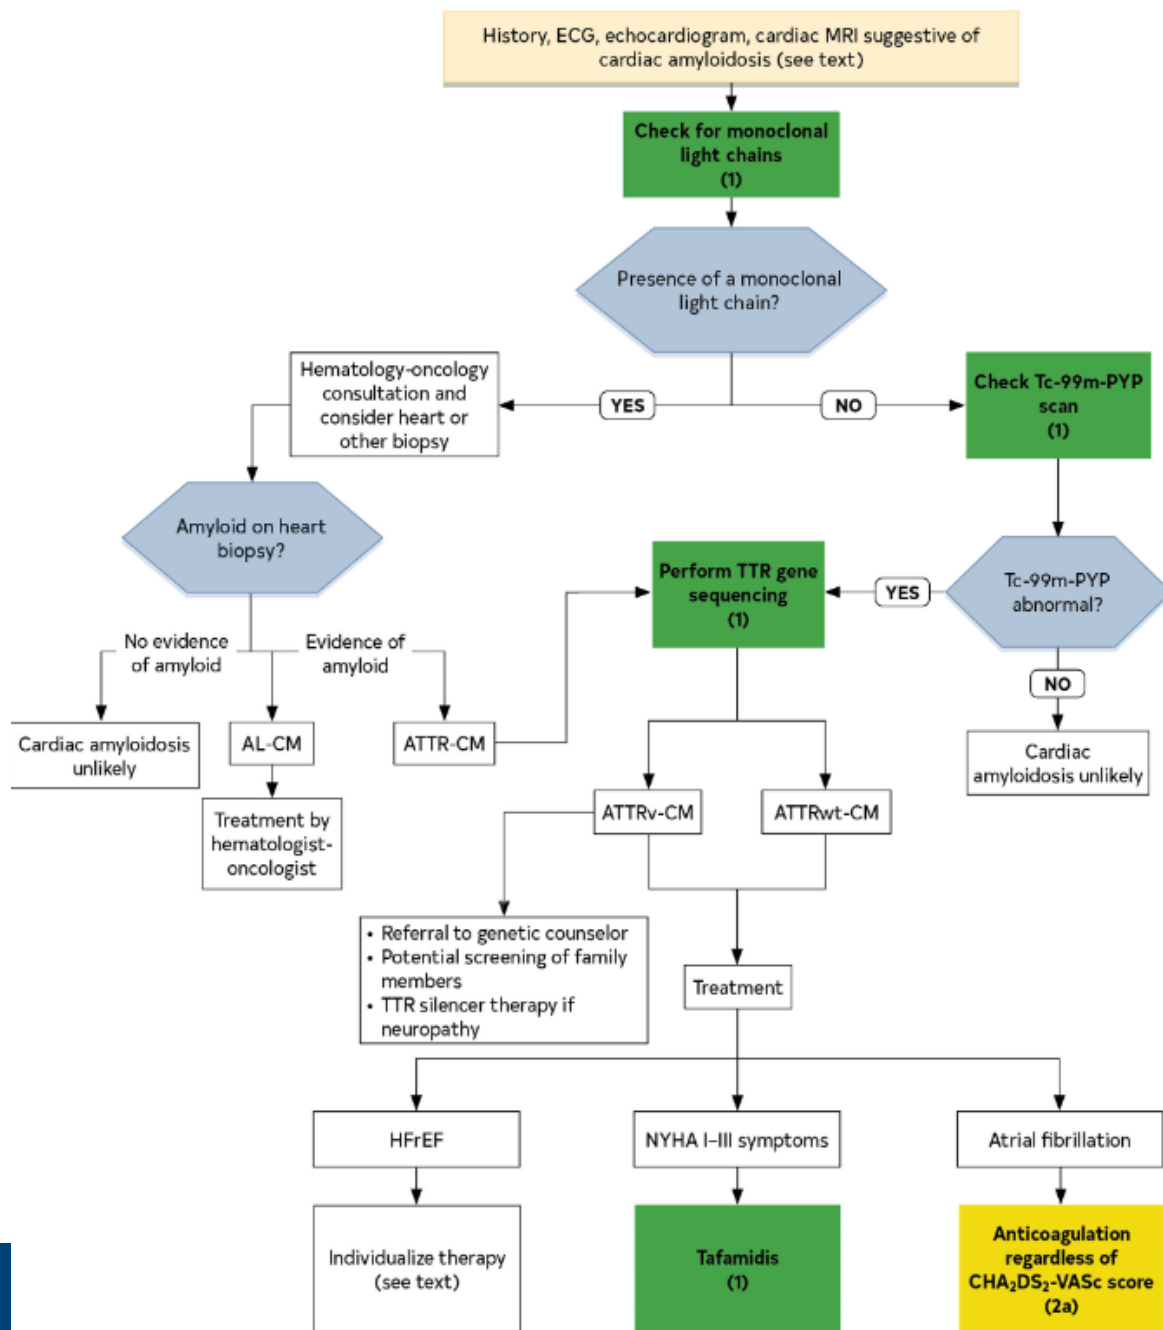 History, ECG, echocardiogram, cardiac MRI suggestive of
cardiac amyloidosis (see text)
Check for monoclonal
light chains
(1)
Presence of a monoclonal
light chain?
Hematology-oncology
consultation and
consider heart or
other biopsy
YES
NO
Check Tc-99m-PYP
scan
(1)
Amyloid on heart
biopsy?
Perform TTR gene
sequencing
(1)
YES
Tc-99m-PYP
abnormal?
No evidence
of amyloid
Evidence of
amyloid
NO
Cardiac amyloidosis
unlikely
AL-CM
ATTR-CM
Cardiac
amyloidosis unlikely
Treatment by
hematologist-
oncologist
ATTRv-CM
ATTRwt-CM
• Referral to genetic counselor
• Potential screening of family
members
• TTR silencer therapy if
neuropathy
Treatment
HFrEF
NYHA I–III symptoms
Atrial fibrillation
Individualize therapy
(see text)
Tafamidis
(1)
Anticoagulation
regardless of
CHA₂DS₂-VASc score
(2a)